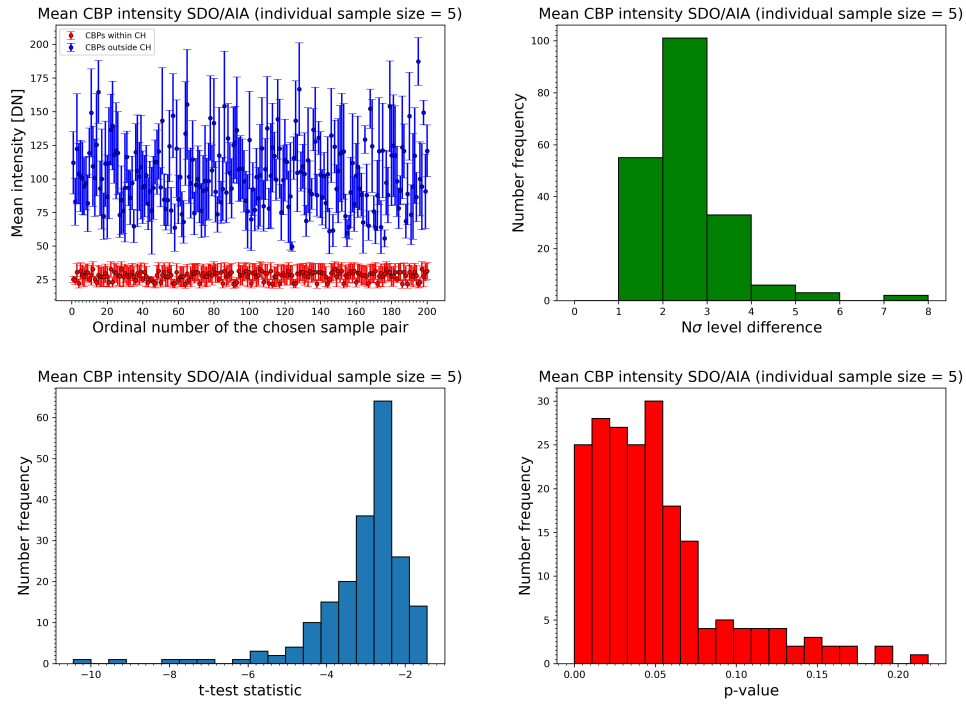 Mean CBP intensity SDO/AIA (individual sample size = 5)
CBPs within CH
CBPs outside CH
Mean intensity [DN]
200
175
150
125
100
75
50
25
0 20 40 60 80 100 120 140 160 180 200
Ordinal number of the chosen sample pair
Mean CBP intensity SDO/AIA (individual sample size = 5)
Number frequency
100
80
60
40
20
0
0 1 2 3 4 5 6 7 8
Nσ level difference
Mean CBP intensity SDO/AIA (individual sample size = 5)
Number frequency
60
50
40
30
20
10
0
−10 −8 −6 −4 −2
t-test statistic
Mean CBP intensity SDO/AIA (individual sample size = 5)
Number frequency
30
25
20
15
10
5
0
0.00 0.05 0.10 0.15 0.20
p-value